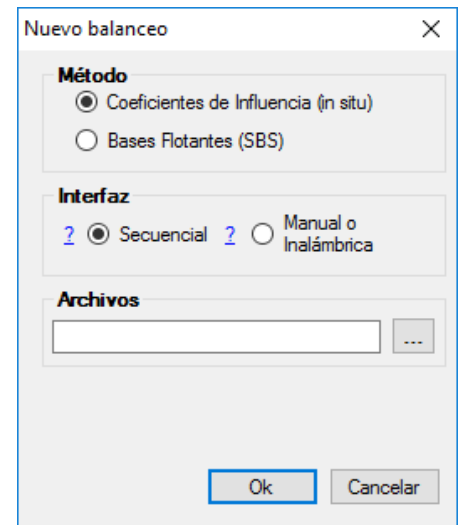 Nuevo balanceo
Método
Coeficientes de Influencia (in situ)
Bases Flotantes (SBS)
Interfaz
? Secuencial ? Manual o
Inalámbrica
Archivos
...
Ok Cancelar